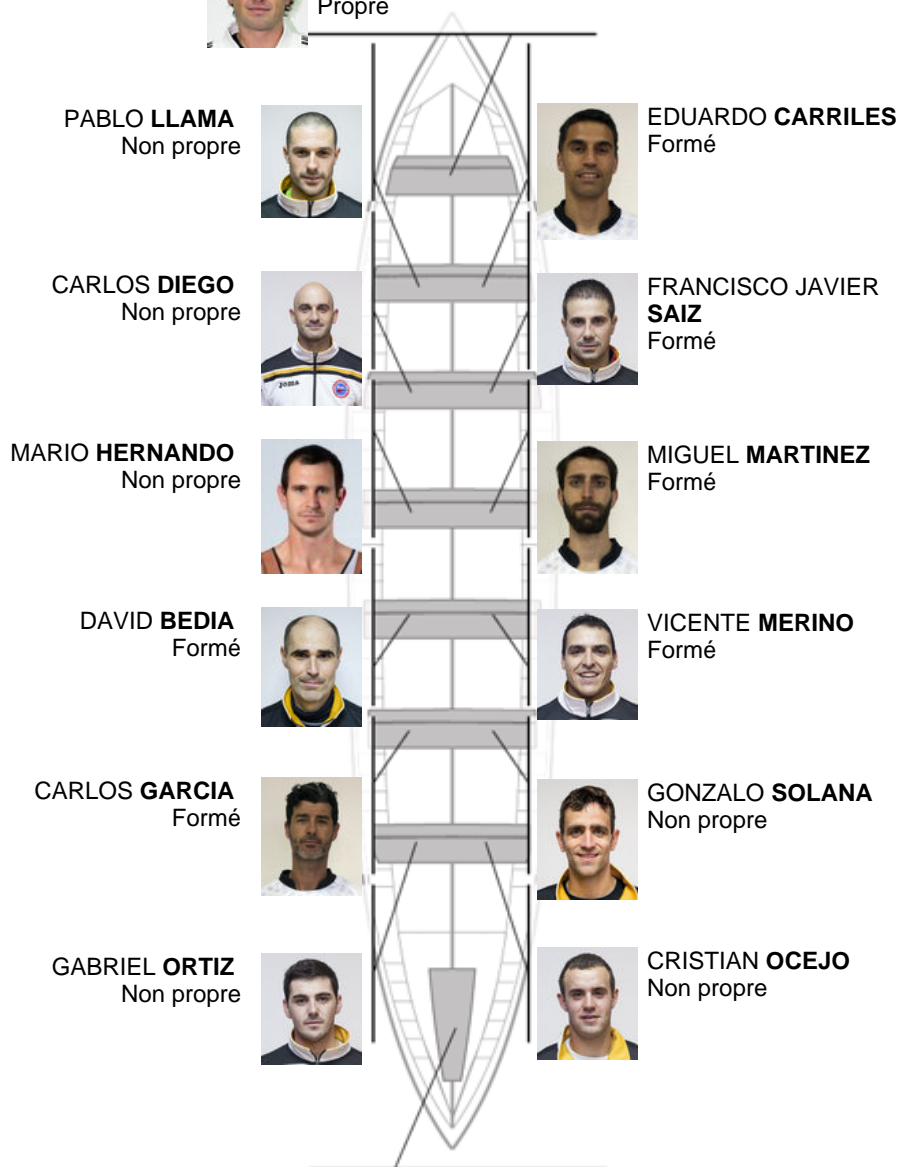 Propre
PABLO LLAMA
Non propre
EDUARDO CARRILES
Formé
CARLOS DIEGO
Non propre
FRANCISCO JAVIER
SAIZ
Formé
Joma
MARIO HERNANDO
Non propre
MIGUEL MARTINEZ
Formé
DAVID BEDIA
Formé
VICENTE MERINO
Formé
CARLOS GARCIA
Formé
GONZALO SOLANA
Non propre
GABRIEL ORTIZ
Non propre
CRISTIAN OCEJO
Non propre